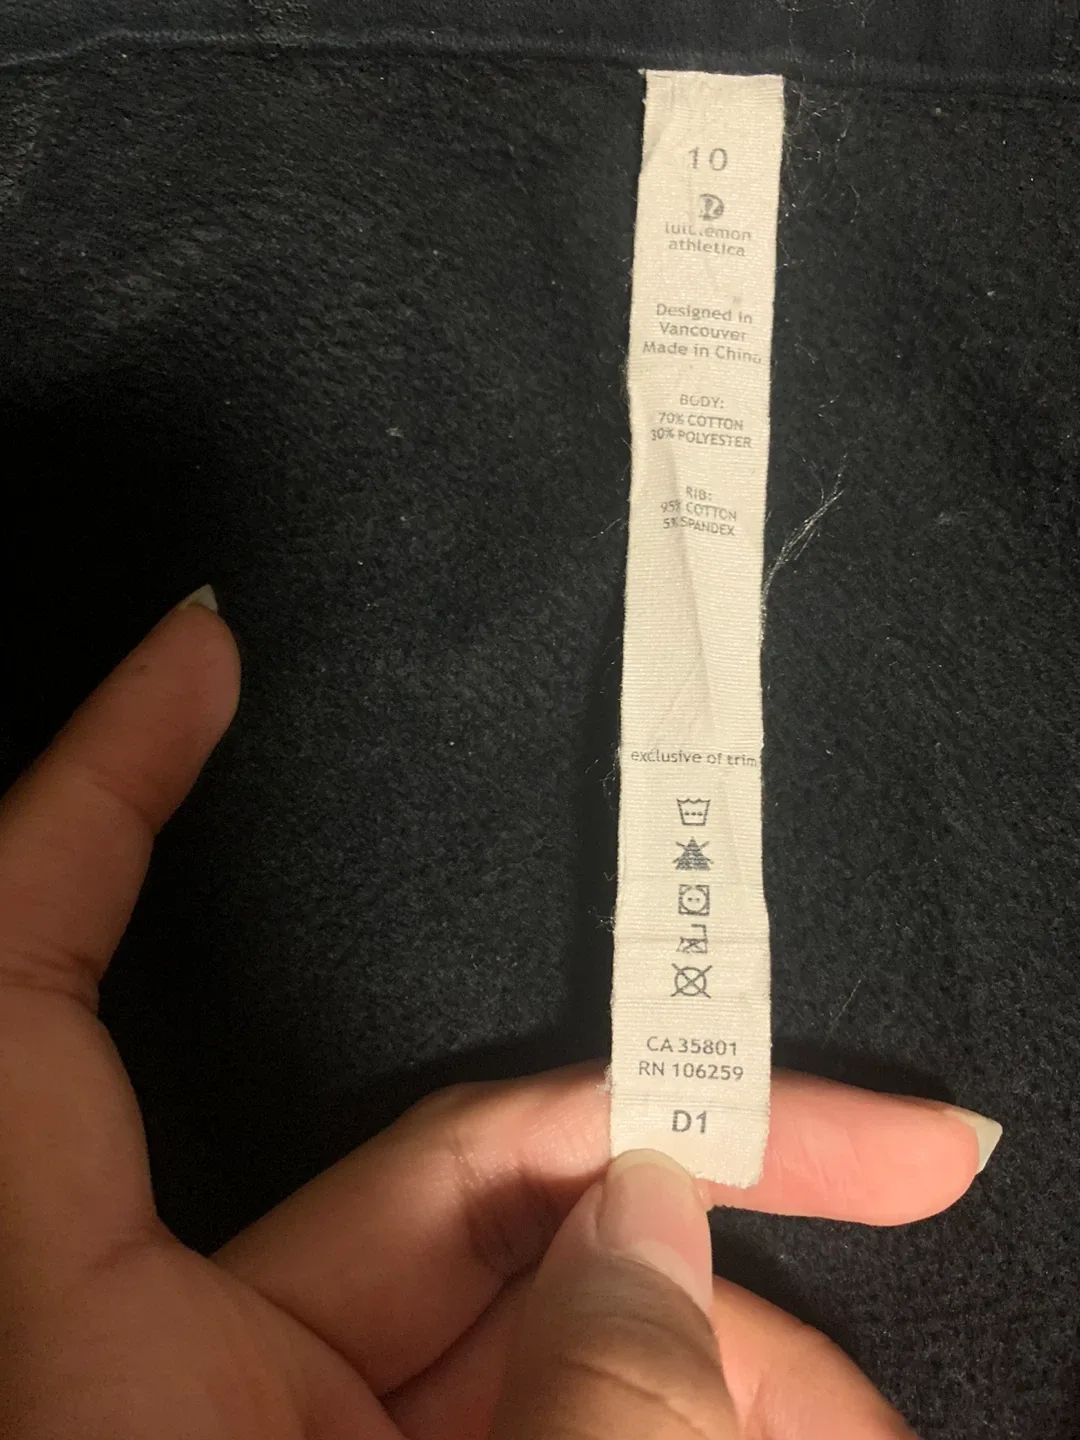 10
lululemon
athletica
Designed in
Vancouver
Made in China
BODY:
70% COTTON
30% POLYESTER
RIB:
95% COTTON
5% SPANDEX
exclusive of trim
CA 35801
RN 106259
D1